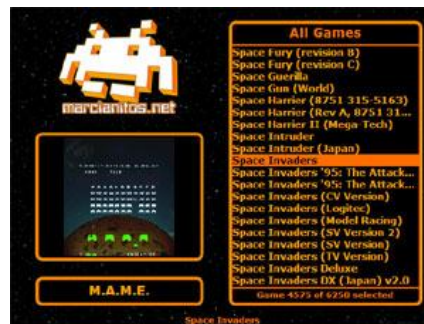 marcianitos.net
M.A.M.E.
All Games
Space Fury (revision B)
Space Fury (revision C)
Space Guerilla
Space Gun (World)
Space Harrier (8751 315-5163)
Space Harrier (Rev A, 8751 31...
Space Harrier II (Mega-Tech)
Space Intruder
Space Intruder (Japan)
Space Invaders
Space Invaders '95: The Attack...
Space Invaders '95: The Attack...
Space Invaders (CV Version)
Space Invaders (Logitec)
Space Invaders (Model Racing)
Space Invaders (SV Version 2)
Space Invaders (SV Version)
Space Invaders (TV Version)
Space Invaders Deluxe
Space Invaders DX (Japan) v2.0
Game 4575 of 6250 selected
Space Invaders